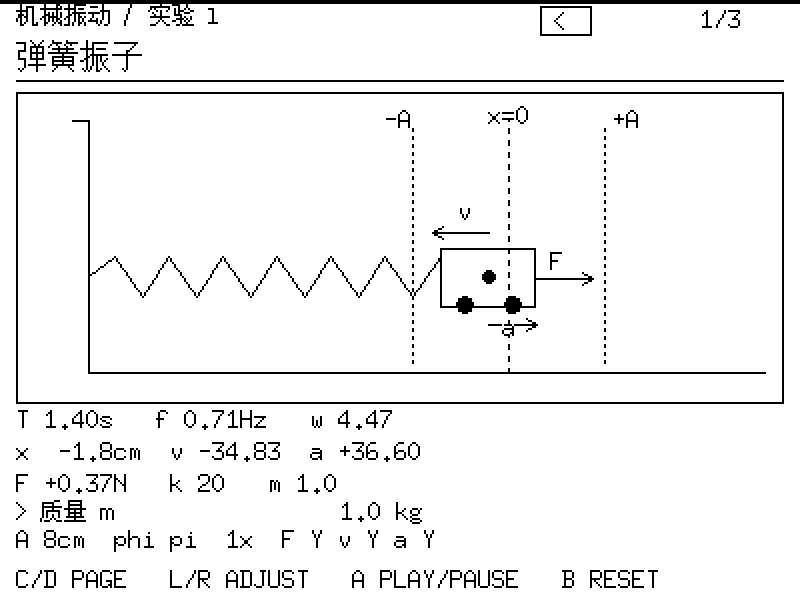 机械振动 / 实验 1
<
1/3
弹簧振子
-A
x=0
+A
v
F
a
T 1.40s f 0.71Hz w 4.47
x -1.8cm v -34.83 a +36.60
F +0.37N k 20 m 1.0
> 质量 m 1.0 kg
A 8cm phi pi 1x F Y v Y a Y
C/D PAGE L/R ADJUST A PLAY/PAUSE B RESET